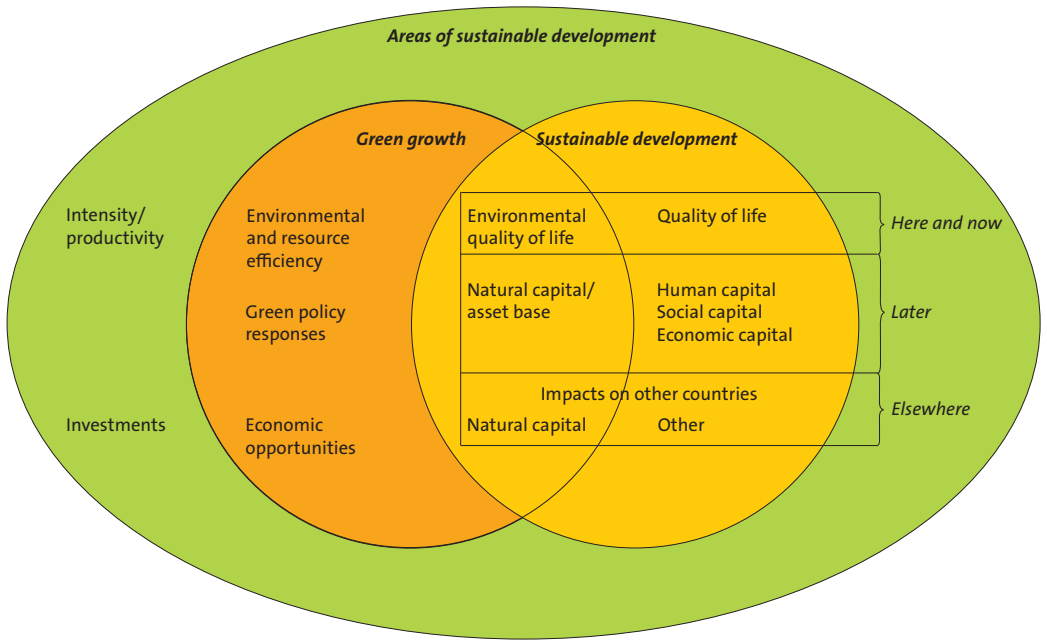 Areas of sustainable development
Green growth
Sustainable development
Intensity/
productivity
Investments
Environmental
and resource
efficiency
Green policy
responses
Economic
opportunities
Environmental
quality of life
Quality of life
Here and now
Natural capital/
asset base
Human capital
Social capital
Economic capital
Later
Impacts on other countries
Natural capital
Other
Elsewhere